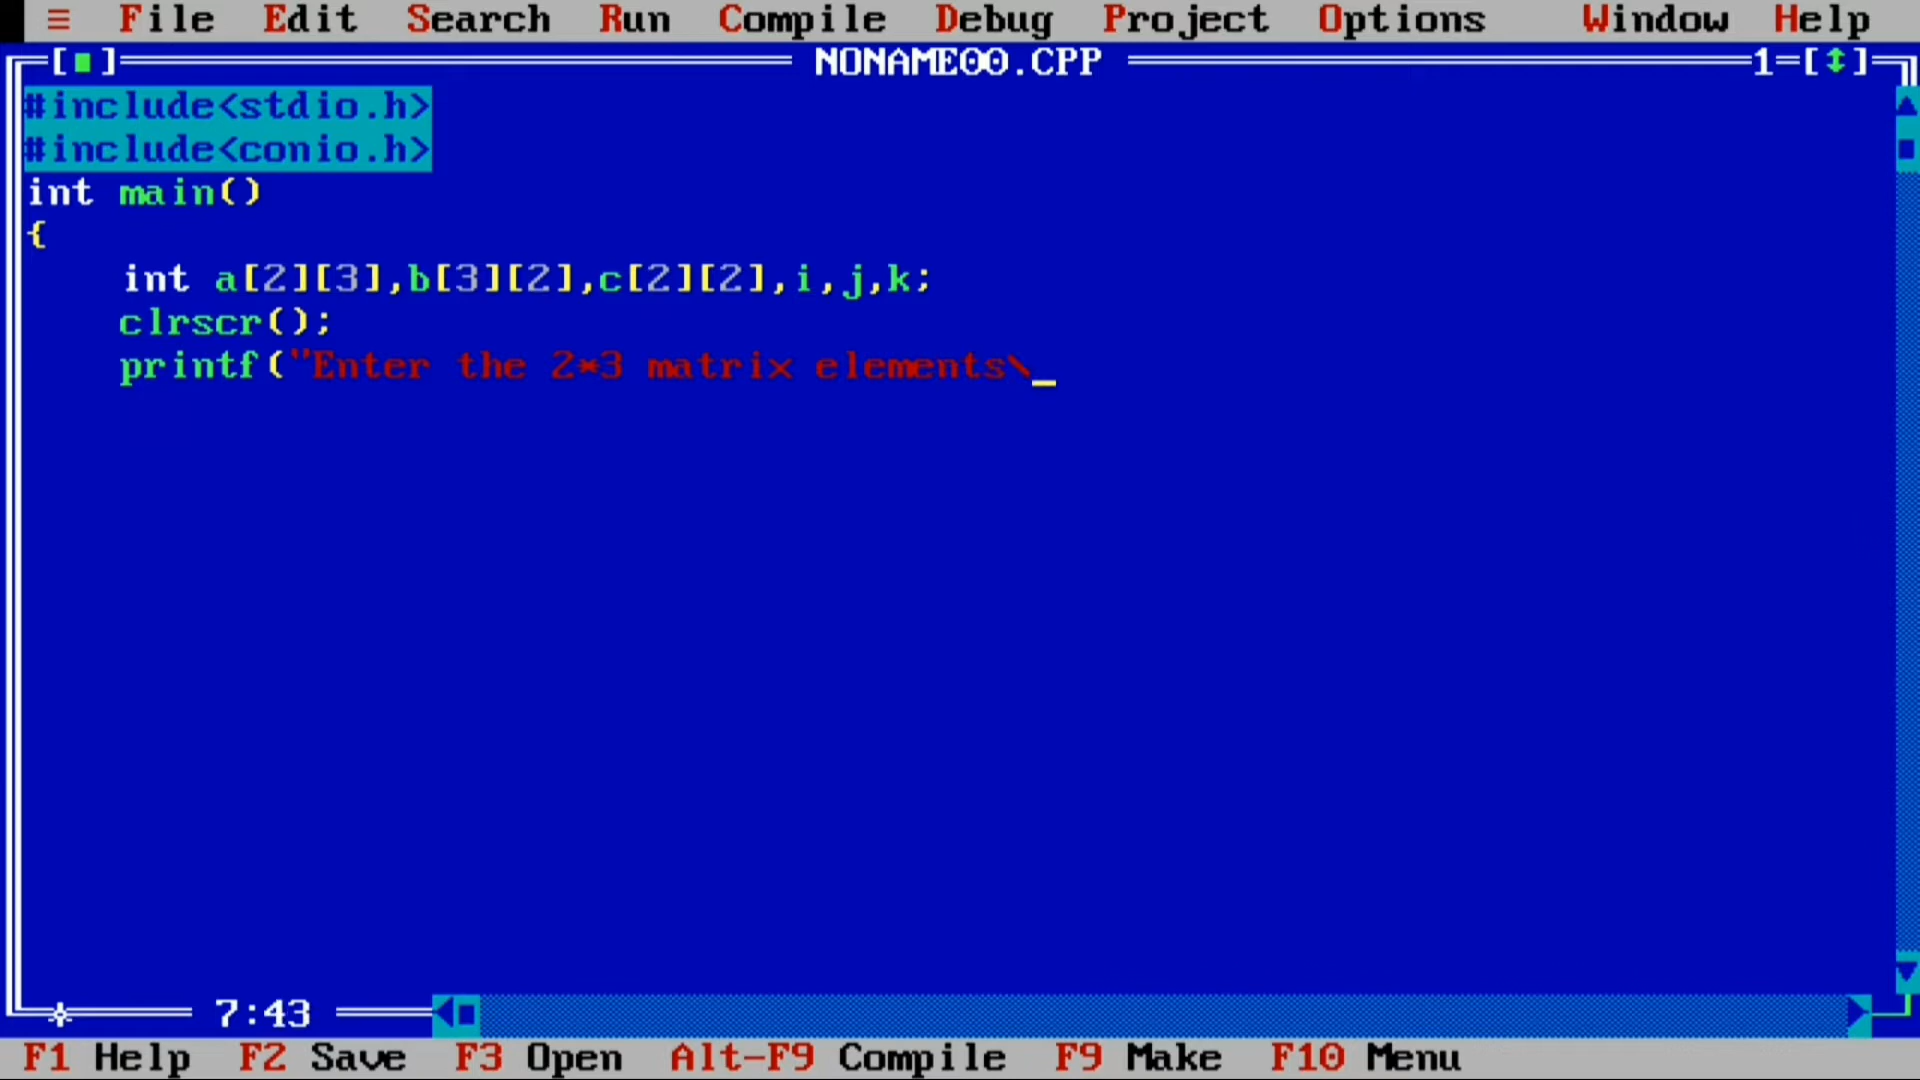 ≡ File Edit Search Run Compile Debug Project Options Window Help
[■] NONAME00.CPP 1=[↕]
#include<stdio.h>
#include<conio.h>
int main()
{
int a[2][3],b[3][2],c[2][2],i,j,k;
clrscr();
printf("Enter the 2*3 matrix elements\_
7:43
F1 Help F2 Save F3 Open Alt-F9 Compile F9 Make F10 Menu